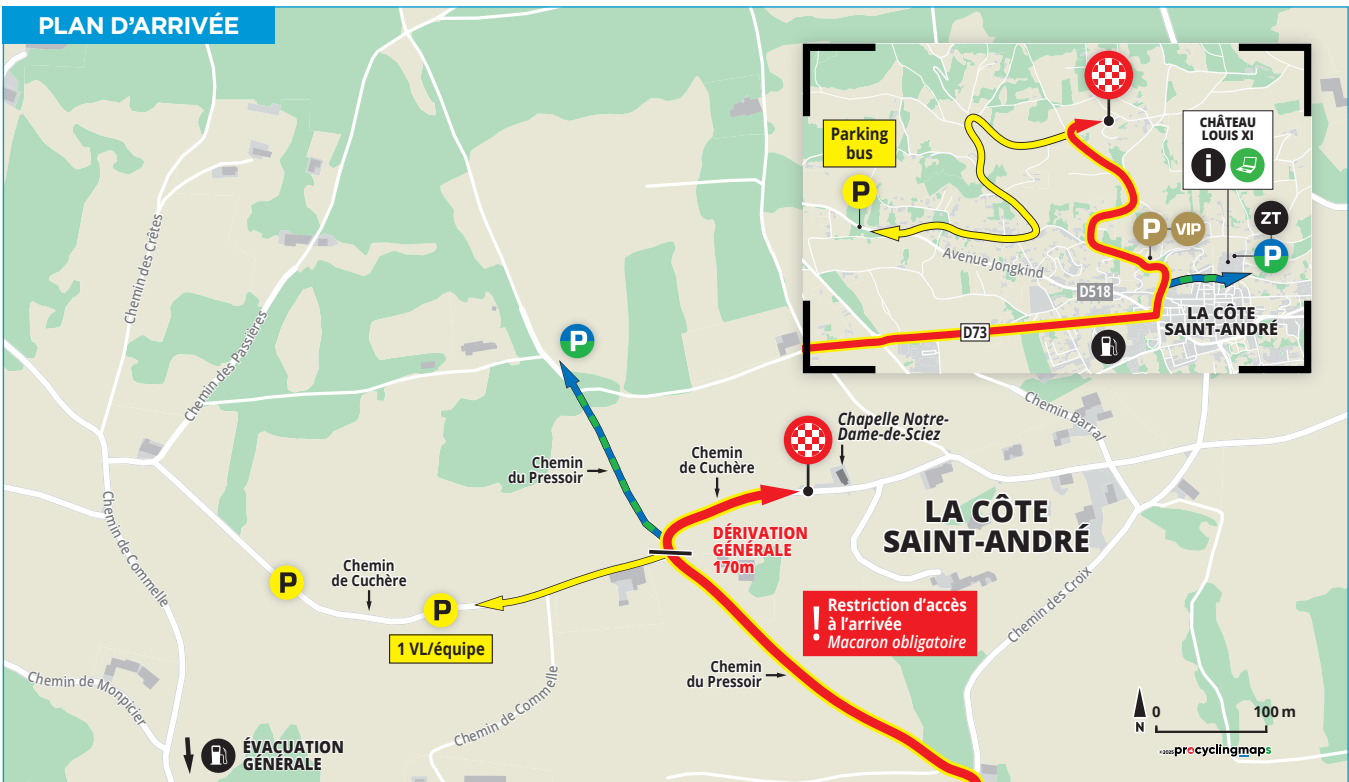 PLAN D'ARRIVÉE
Parking
bus
P
CHÂTEAU
LOUIS XI
i
ZT
P
VIP
P
Avenue Jongkind
D518
LA CÔTE
SAINT-ANDRÉ
D73
Chemin des Crêtes
Chemin des Passières
P
Chemin Barral
Chapelle Notre-
Dame-de-Sciez
Chemin
de Cuchère
Chemin
du Pressoir
LA CÔTE
SAINT-ANDRÉ
DÉRIVATION
GÉNÉRALE
170m
Chemin de Commelle
Chemin
de Cuchère
P
P
1 VL/équipe
!
Restriction d'accès
à l'arrivée
Macaron obligatoire
Chemin des Croix
Chemin
du Pressoir
Chemin de Monpicier
Chemin de Commelle
N
0
100 m
©2025 procyclingmaps
ÉVACUATION
GÉNÉRALE